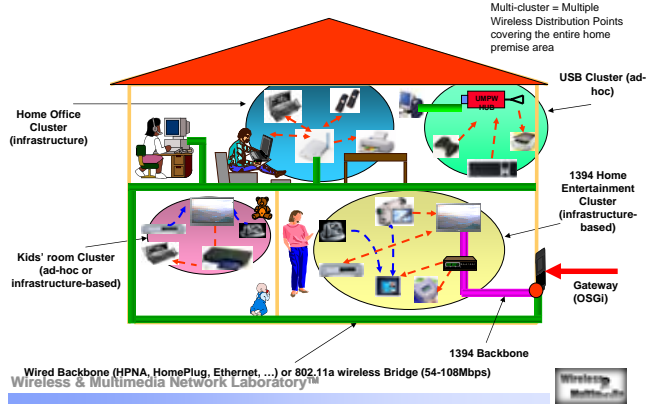 Multi-cluster = Multiple
Wireless Distribution Points
covering the entire home
premise area
USB Cluster (ad-
hoc)
UMPW
HUB
Home Office
Cluster
(infrastructure)
1394 Home
Entertainment
Cluster
(infrastructure-
based)
Kids' room Cluster
(ad-hoc or
infrastructure-based)
Gateway
(OSGi)
1394 Backbone
Wired Backbone (HPNA, HomePlug, Ethernet, ...) or 802.11a wireless Bridge (54-108Mbps)
Wireless & Multimedia Network Laboratory™
Wireless